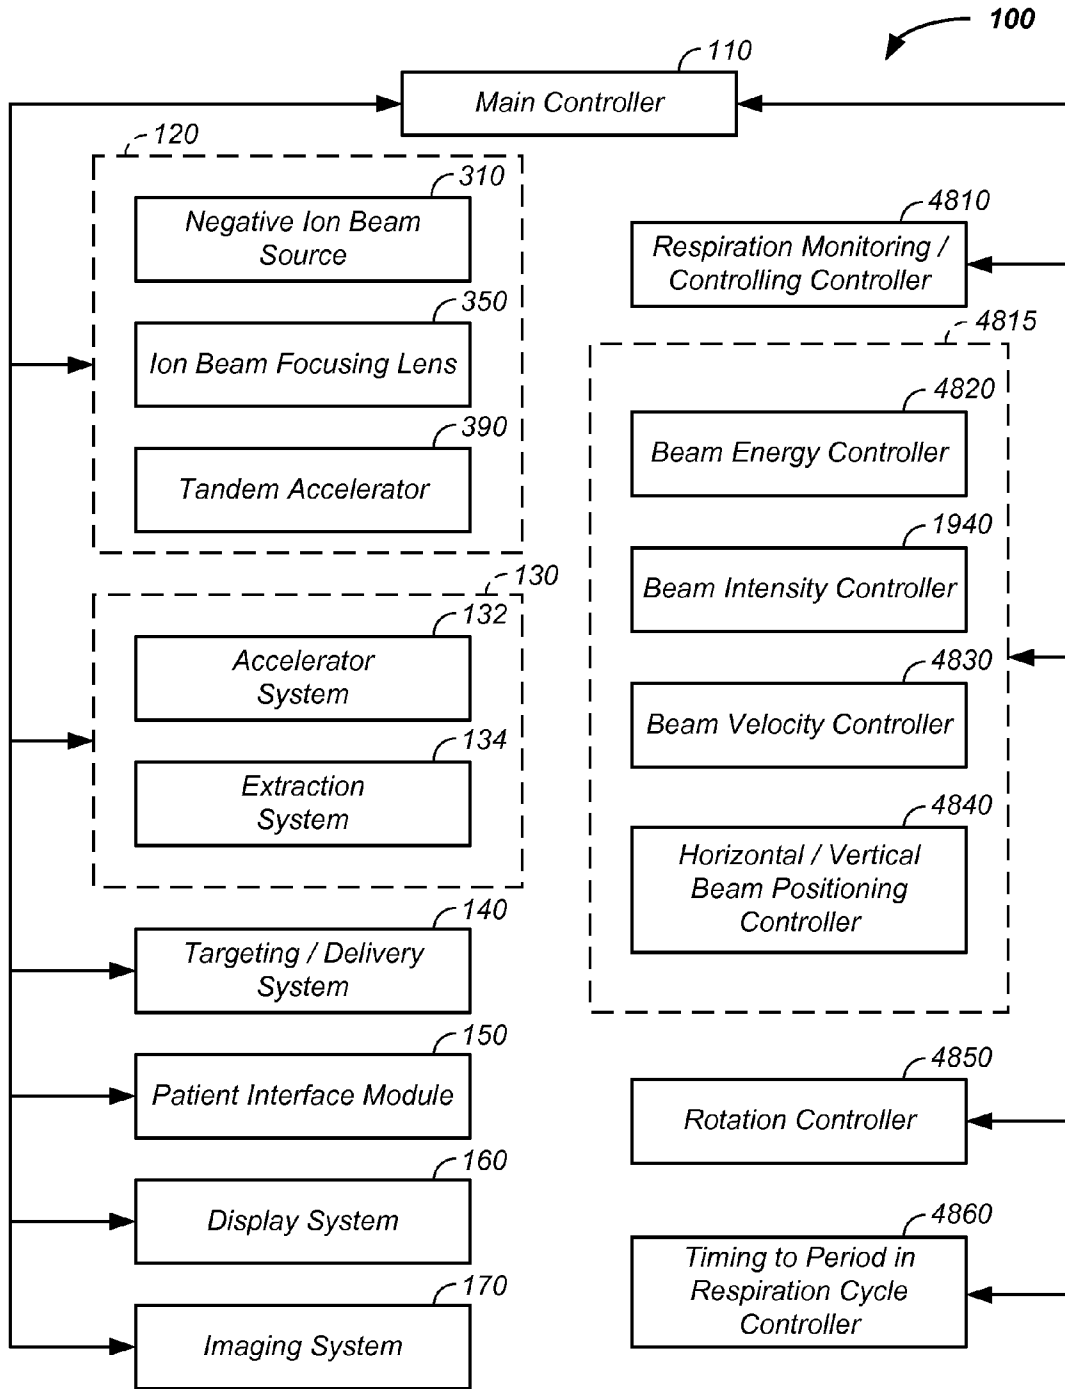 100
110
Main Controller
120
310
Negative Ion Beam
Source
350
Ion Beam Focusing Lens
390
Tandem Accelerator
130
132
Accelerator
System
134
Extraction
System
140
Targeting / Delivery
System
150
Patient Interface Module
160
Display System
170
Imaging System
4810
Respiration Monitoring /
Controlling Controller
4815
4820
Beam Energy Controller
1940
Beam Intensity Controller
4830
Beam Velocity Controller
4840
Horizontal / Vertical
Beam Positioning
Controller
4850
Rotation Controller
4860
Timing to Period in
Respiration Cycle
Controller